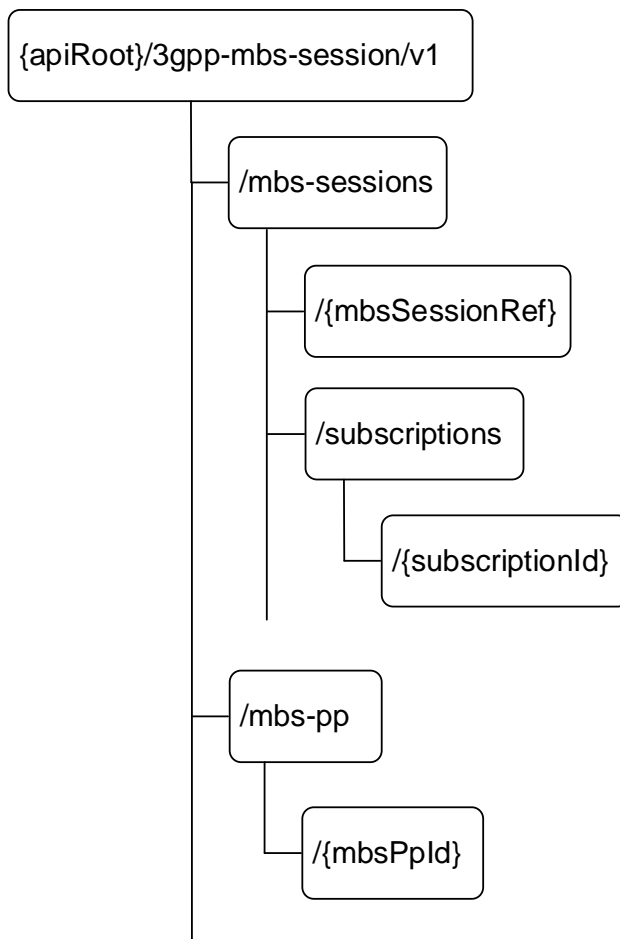 {apiRoot}/3gpp-mbs-session/v1
/mbs-sessions
/{mbsSessionRef}
/subscriptions
/{subscriptionId}
/mbs-pp
/{mbsPpId}